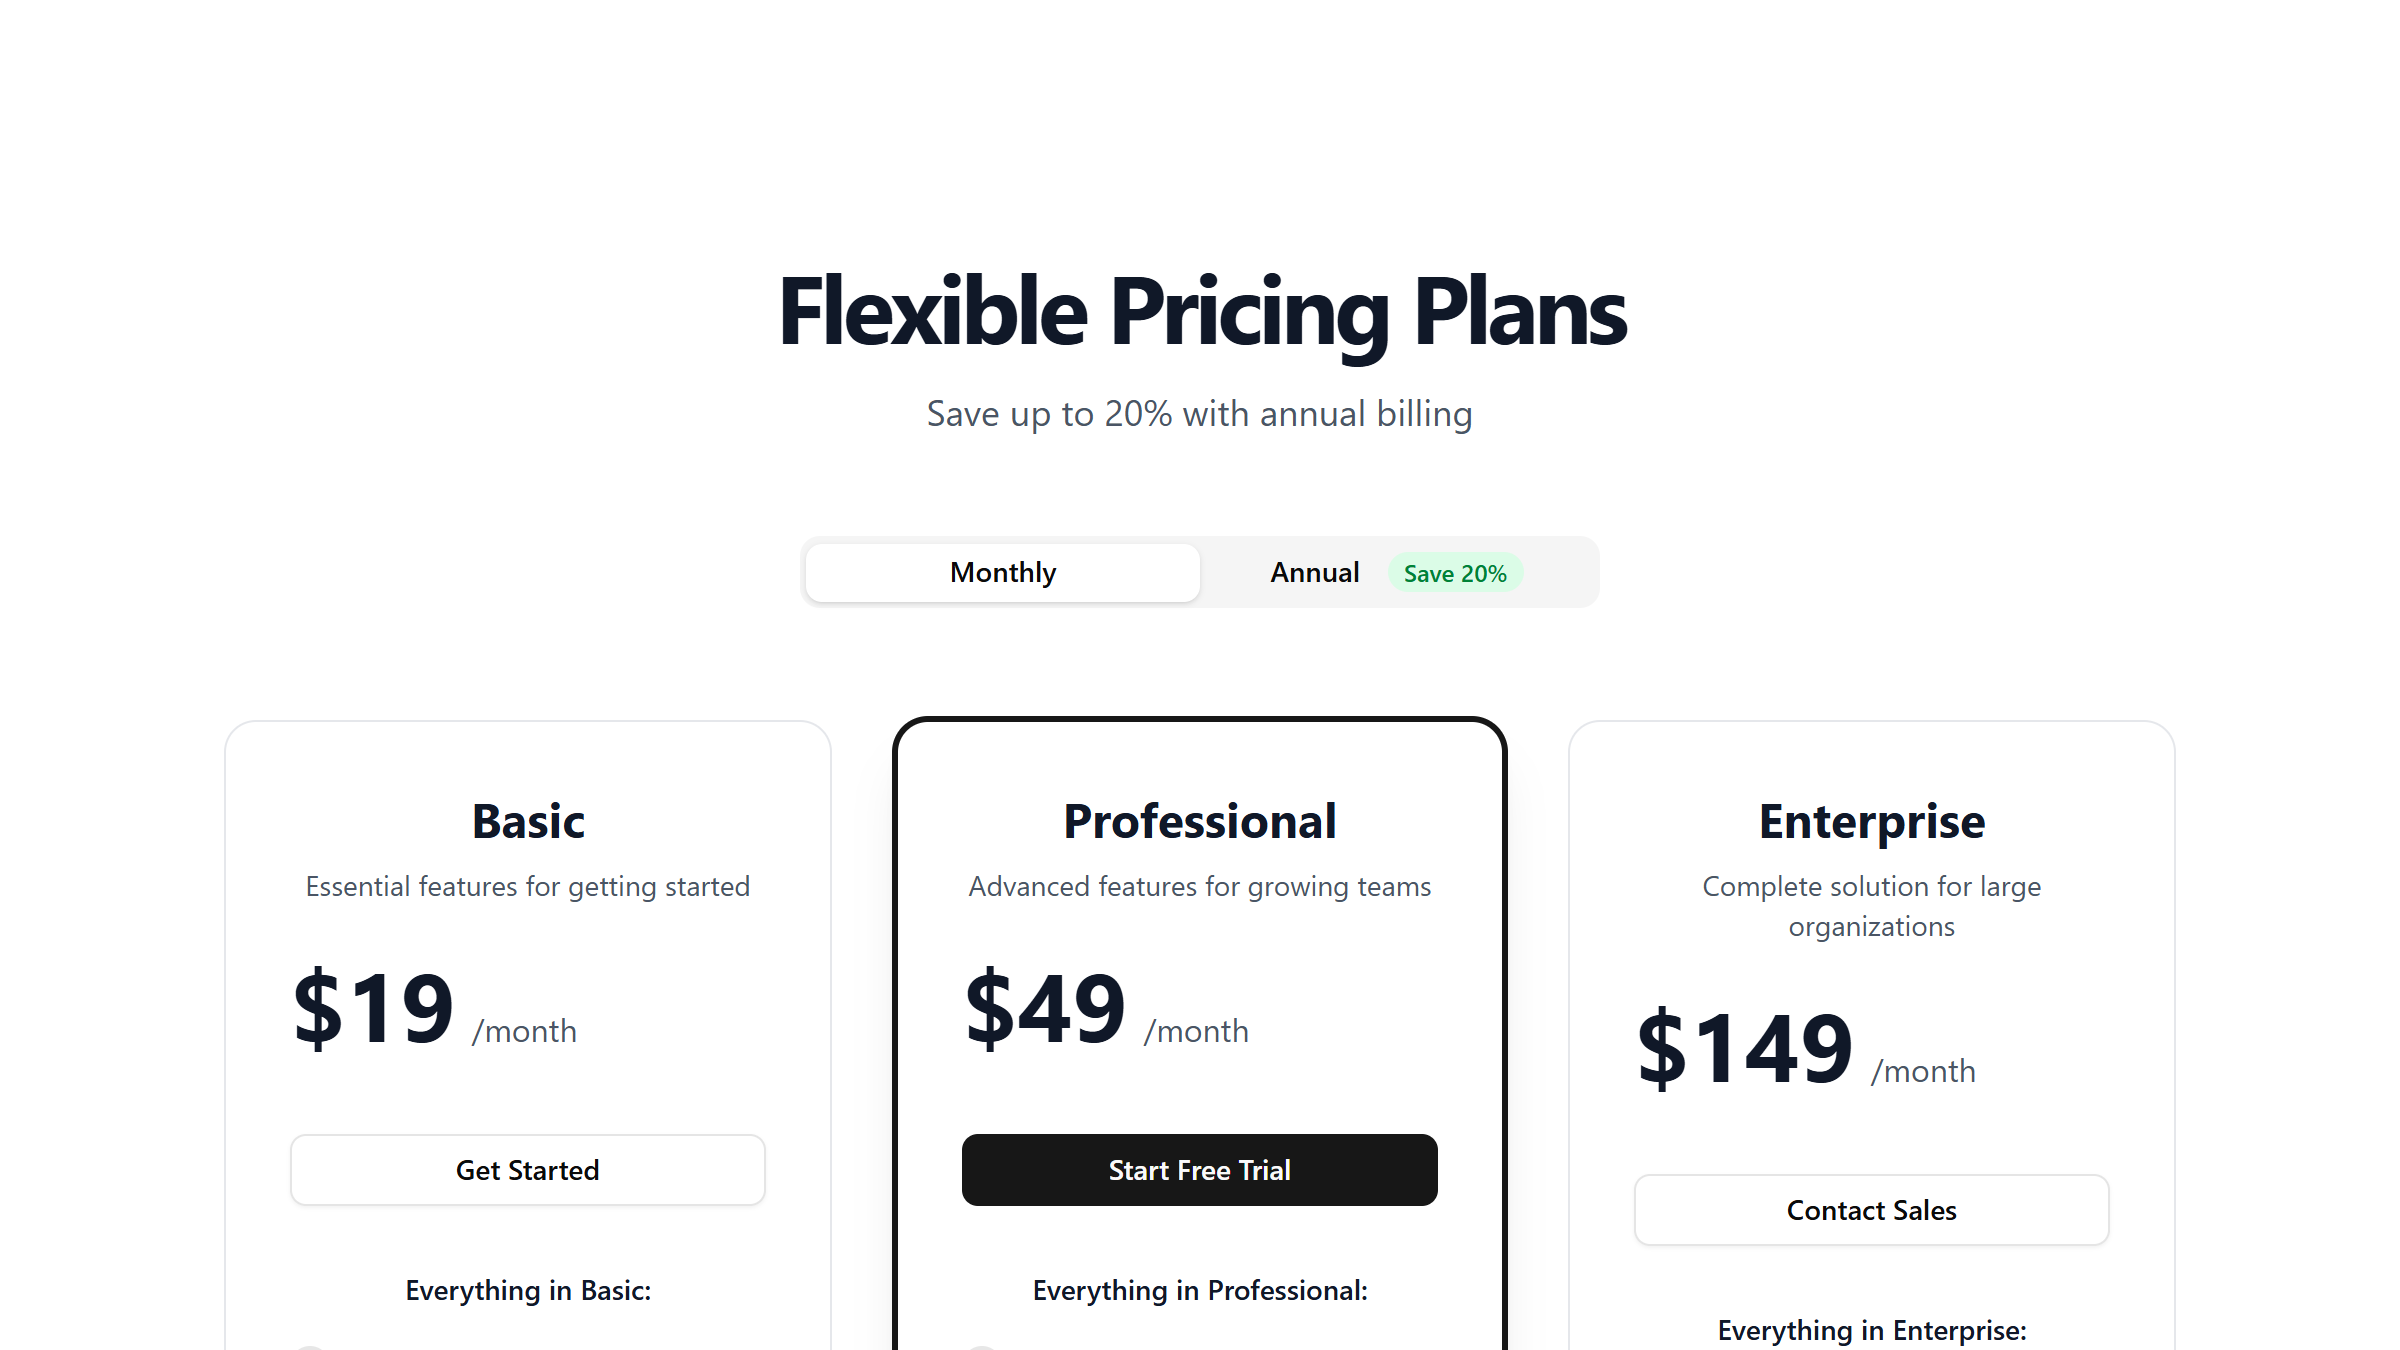 Flexible Pricing Plans
Save up to 20% with annual billing
Monthly
Annual Save 20%
Basic
Essential features for getting started
$19 /month
Get Started
Everything in Basic:
Professional
Advanced features for growing teams
$49 /month
Start Free Trial
Everything in Professional:
Enterprise
Complete solution for large
organizations
$149 /month
Contact Sales
Everything in Enterprise: